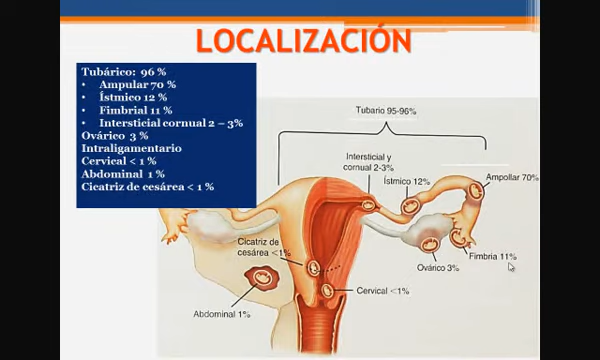 LOCALIZACIÓN
Tubárico: 96 %
• Ampular 70 %
• Ístmico 12 %
• Fimbrial 11 %
• Intersticial cornual 2 – 3%
Ovárico 3 %
Intraligamentario
Cervical < 1 %
Abdominal 1 %
Cicatriz de cesárea < 1 %
Tubario 95-96%
Intersticial y
cornual 2-3%
Ístmico 12%
Ampollar 70%
Cicatriz de
cesárea <1%
Fimbria 11%
Ovárico 3%
Cervical <1%
Abdominal 1%